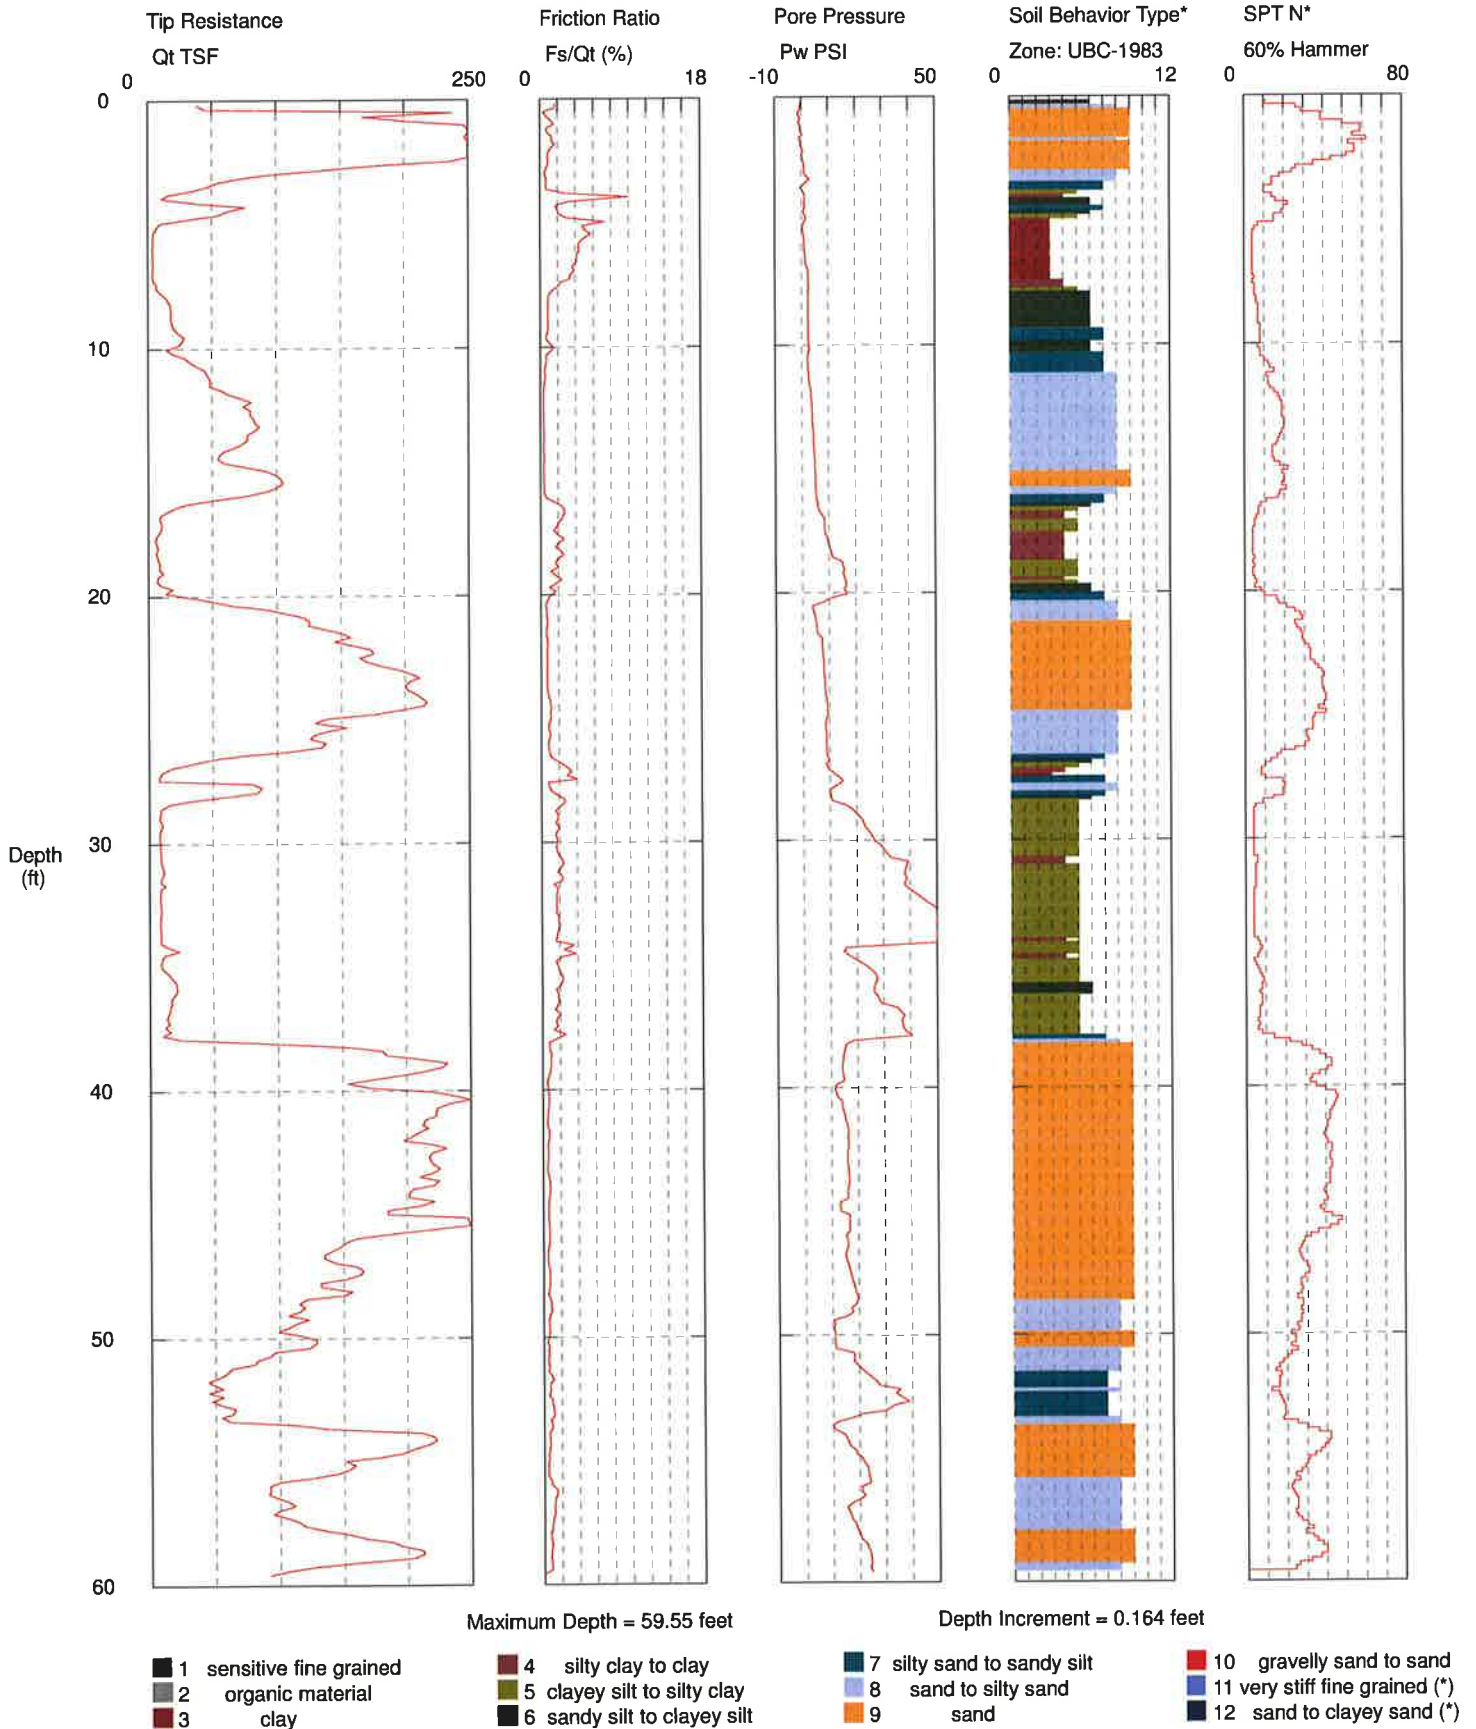 Tip Resistance
Qt TSF
0 250
Friction Ratio
Fs/Qt (%)
0 18
Pore Pressure
Pw PSI
-10 50
Soil Behavior Type*
Zone: UBC-1983
0 12
SPT N*
60% Hammer
0 80
0
10
20
30
Depth
(ft)
40
50
60
Maximum Depth = 59.55 feet
Depth Increment = 0.164 feet
1 sensitive fine grained
2 organic material
3 clay
4 silty clay to clay
5 clayey silt to silty clay
6 sandy silt to clayey silt
7 silty sand to sandy silt
8 sand to silty sand
9 sand
10 gravelly sand to sand
11 very stiff fine grained (*)
12 sand to clayey sand (*)